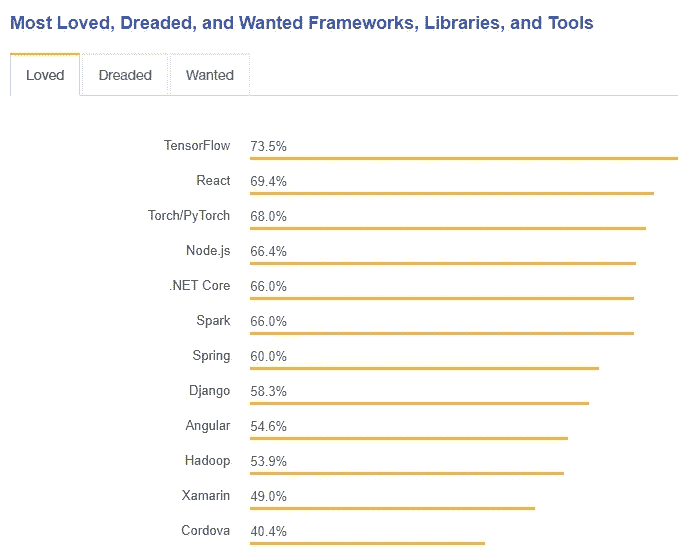 Most Loved, Dreaded, and Wanted Frameworks, Libraries, and Tools
Loved Dreaded Wanted
TensorFlow 73.5%
React 69.4%
Torch/PyTorch 68.0%
Node.js 66.4%
.NET Core 66.0%
Spark 66.0%
Spring 60.0%
Django 58.3%
Angular 54.6%
Hadoop 53.9%
Xamarin 49.0%
Cordova 40.4%